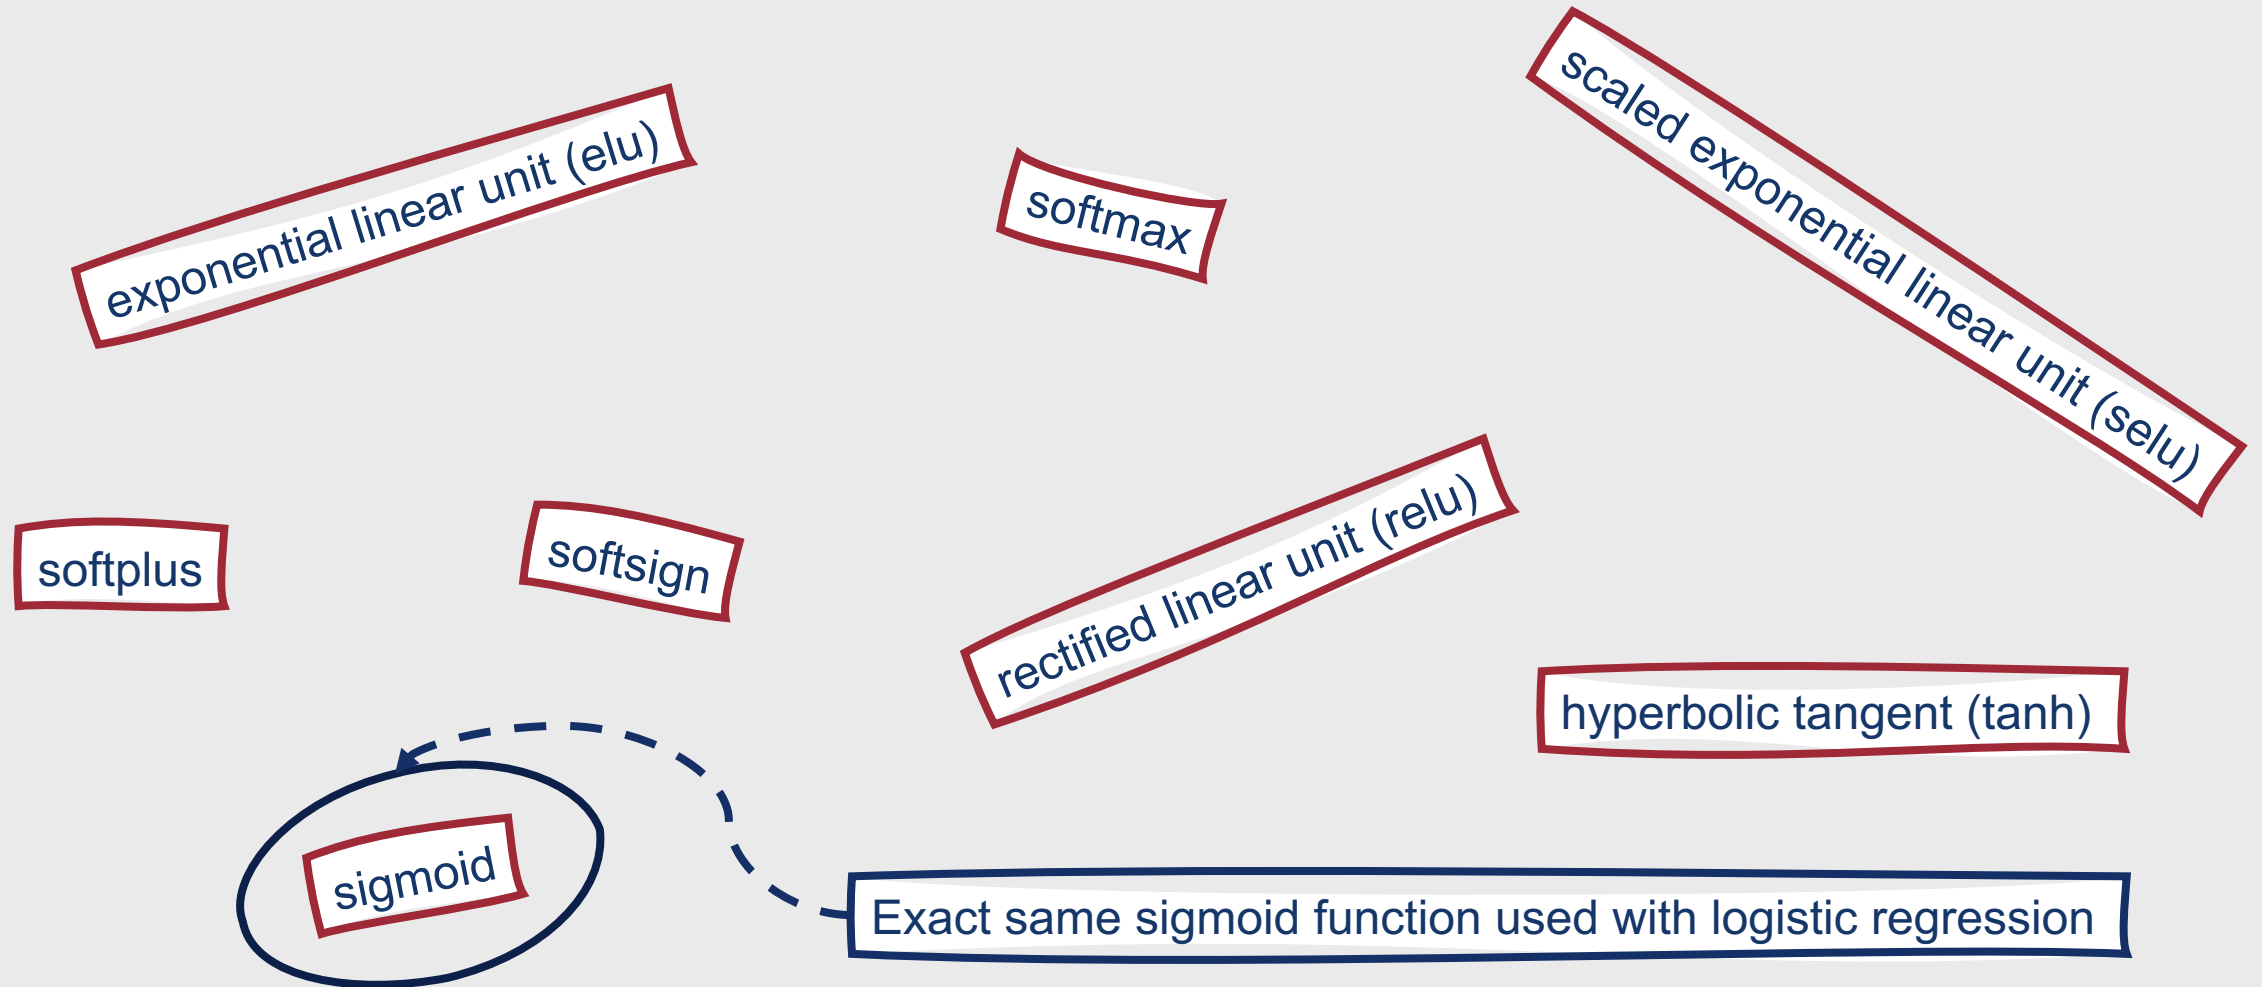 exponential linear unit (elu)
softmax
scaled exponential linear unit (selu)
softplus
softsign
rectified linear unit (relu)
hyperbolic tangent (tanh)
sigmoid
Exact same sigmoid function used with logistic regression